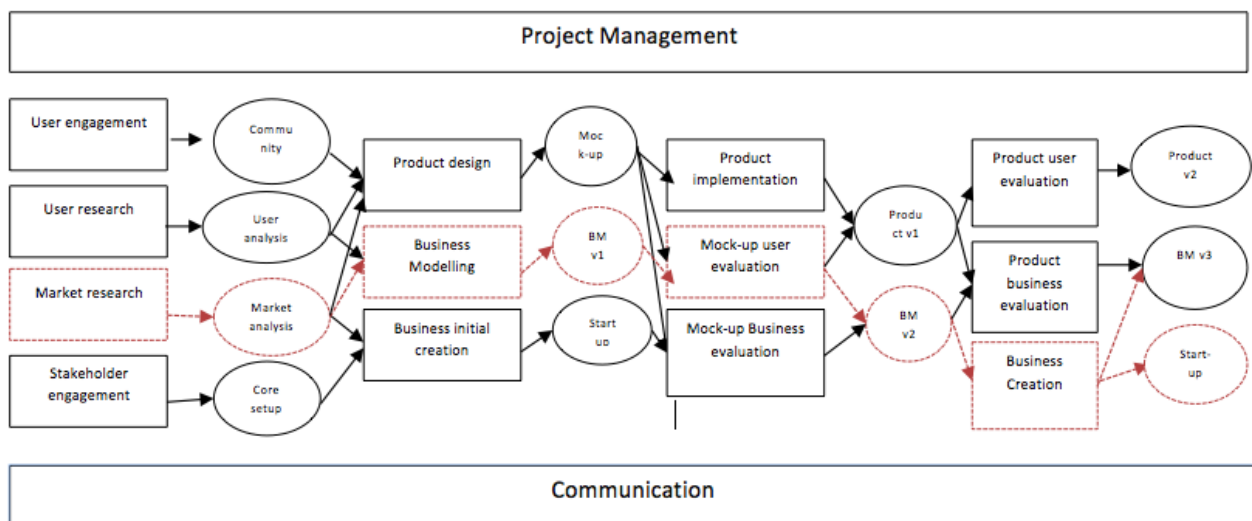 Project Management
User engagement
Commu
nity
Product design
Moc
k-up
Product
implementation
Product user
evaluation
Product
v2
User research
User
analysis
Business
Modelling
BM
v1
Mock-up user
evaluation
Produ
ct v1
Product
business
evaluation
BM v3
Market research
Market
analysis
Business initial
creation
Start
up
Mock-up Business
evaluation
BM
v2
Business
Creation
Start-
up
Stakeholder
engagement
Core
setup
Communication